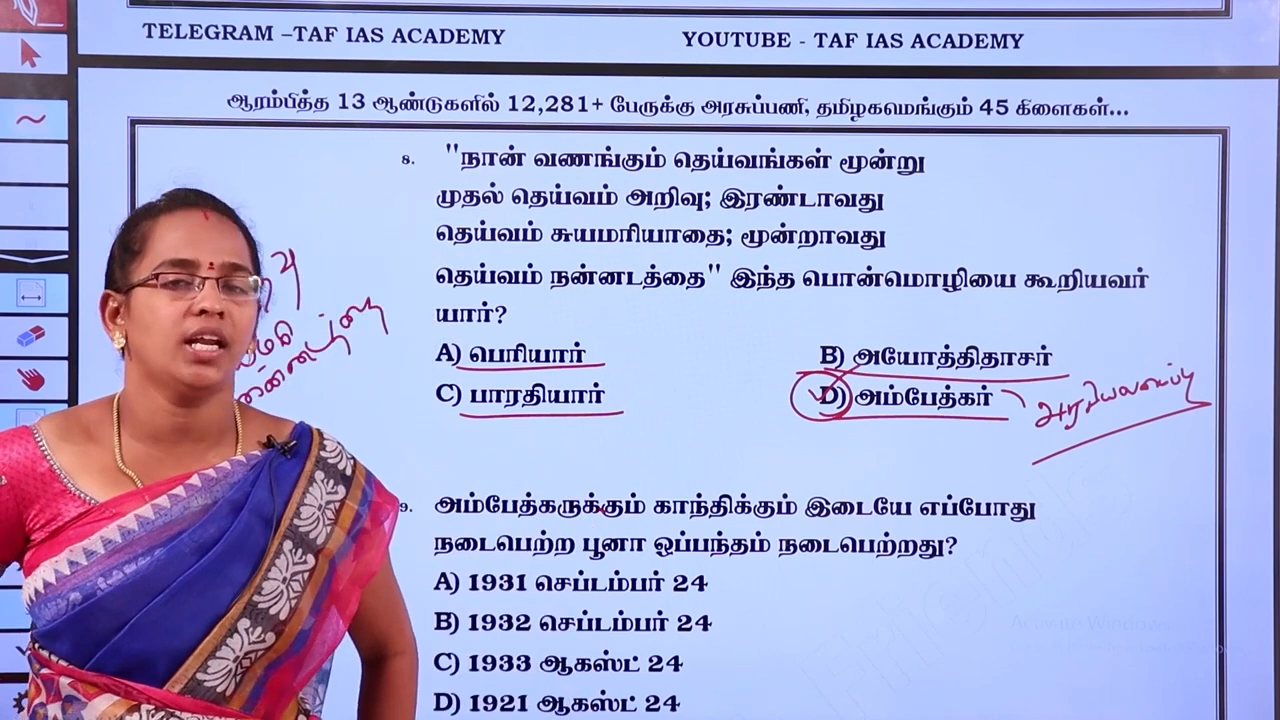 TELEGRAM –TAF IAS ACADEMY YOUTUBE - TAF IAS ACADEMY
ஆரம்பித்த 13 ஆண்டுகளில் 12,281+ பேருக்கு அரசுப்பணி, தமிழகமெங்கும் 45 கிளைகள்...
8. "நான் வணங்கும் தெய்வங்கள் மூன்று
முதல் தெய்வம் அறிவு; இரண்டாவது
தெய்வம் சுயமரியாதை; மூன்றாவது
தெய்வம் நன்னடத்தை" இந்த பொன்மொழியை கூறியவர்
யார்?
A) பெரியார் B) அயோத்திதாசர்
C) பாரதியார் D) அம்பேத்கர்
9. அம்பேத்கருக்கும் காந்திக்கும் இடையே எப்போது
நடைபெற்ற பூனா ஒப்பந்தம் நடைபெற்றது?
A) 1931 செப்டம்பர் 24
B) 1932 செப்டம்பர் 24
C) 1933 ஆகஸ்ட் 24
D) 1921 ஆகஸ்ட் 24